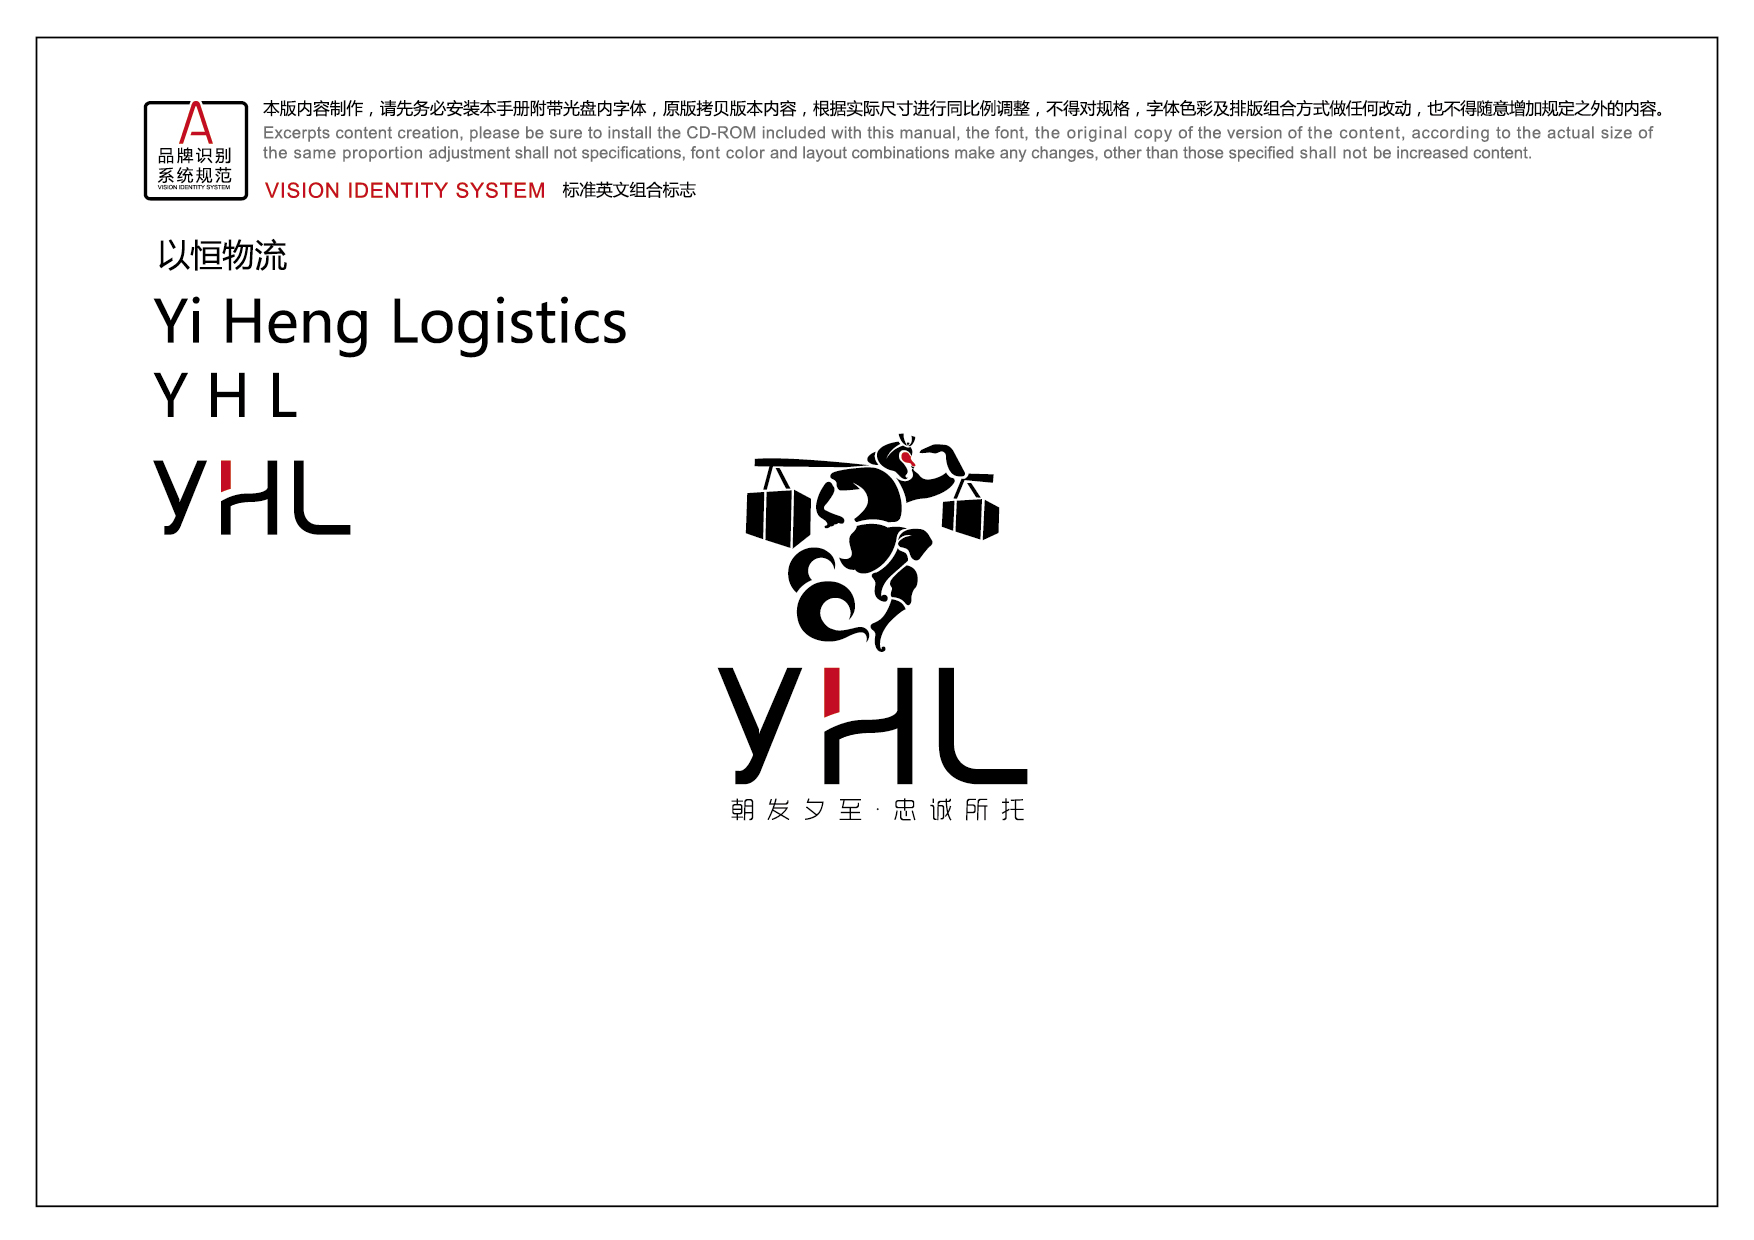 本版内容制作，请先务必安装本手册附带光盘内字体，原版拷贝版本内容，根据实际尺寸进行同比例调整，不得对规格，字体色彩及排版组合方式做任何改动，也不得随意增加规定之外的内容。
Excerpts content creation, please be sure to install the CD-ROM included with this manual, the font, the original copy of the version of the content, according to the actual size of
the same proportion adjustment shall not specifications, font color and layout combinations make any changes, other than those specified shall not be increased content.
A
品牌识别
系统规范
VISION IDENTITY SYSTEM
VISION IDENTITY SYSTEM 标准英文组合标志
以恒物流
Yi Heng Logistics
Y H L
YHL
YHL
朝发夕至·忠诚所托